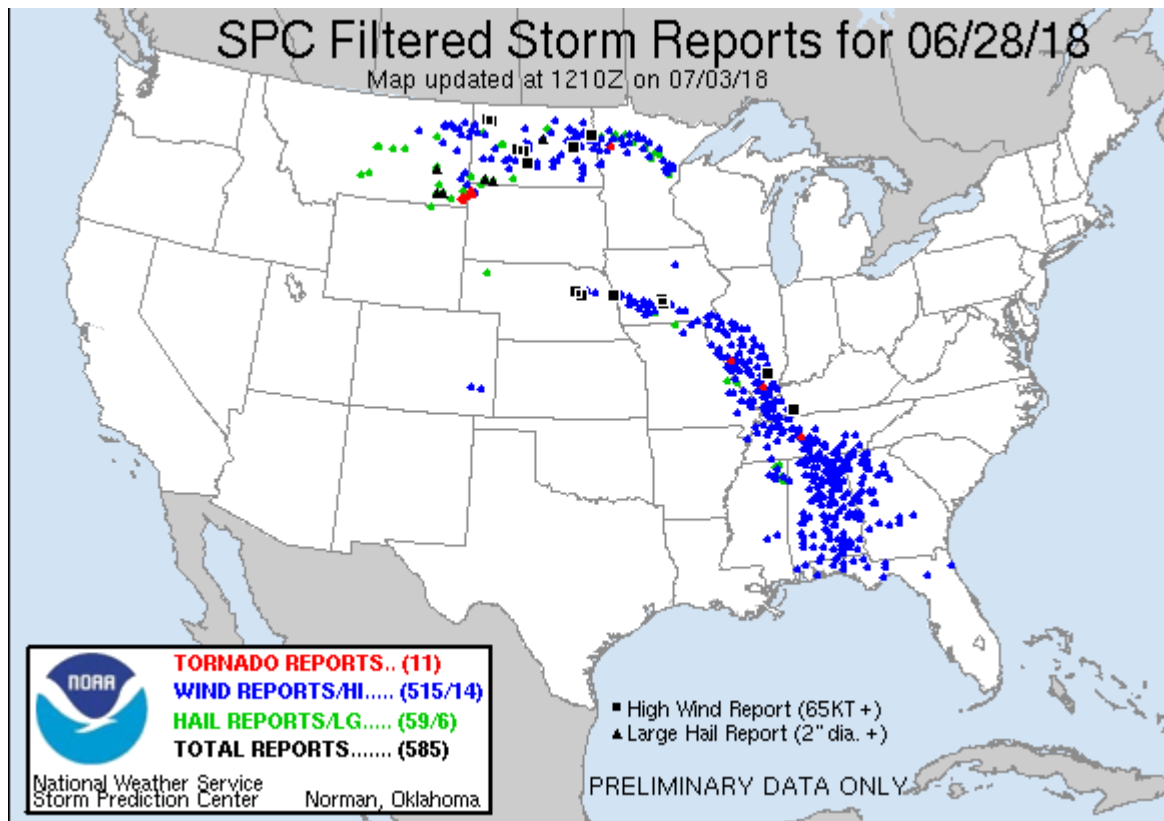 SPC Filtered Storm Reports for 06/28/18
Map updated at 1210Z on 07/03/18
NOAA
TORNADO REPORTS.. (11)
WIND REPORTS/HI..... (515/14)
HAIL REPORTS/LG..... (59/6)
TOTAL REPORTS....... (585)
National Weather Service
Storm Prediction Center Norman, Oklahoma
High Wind Report (65KT +)
Large Hail Report (2" dia. +)
PRELIMINARY DATA ONLY